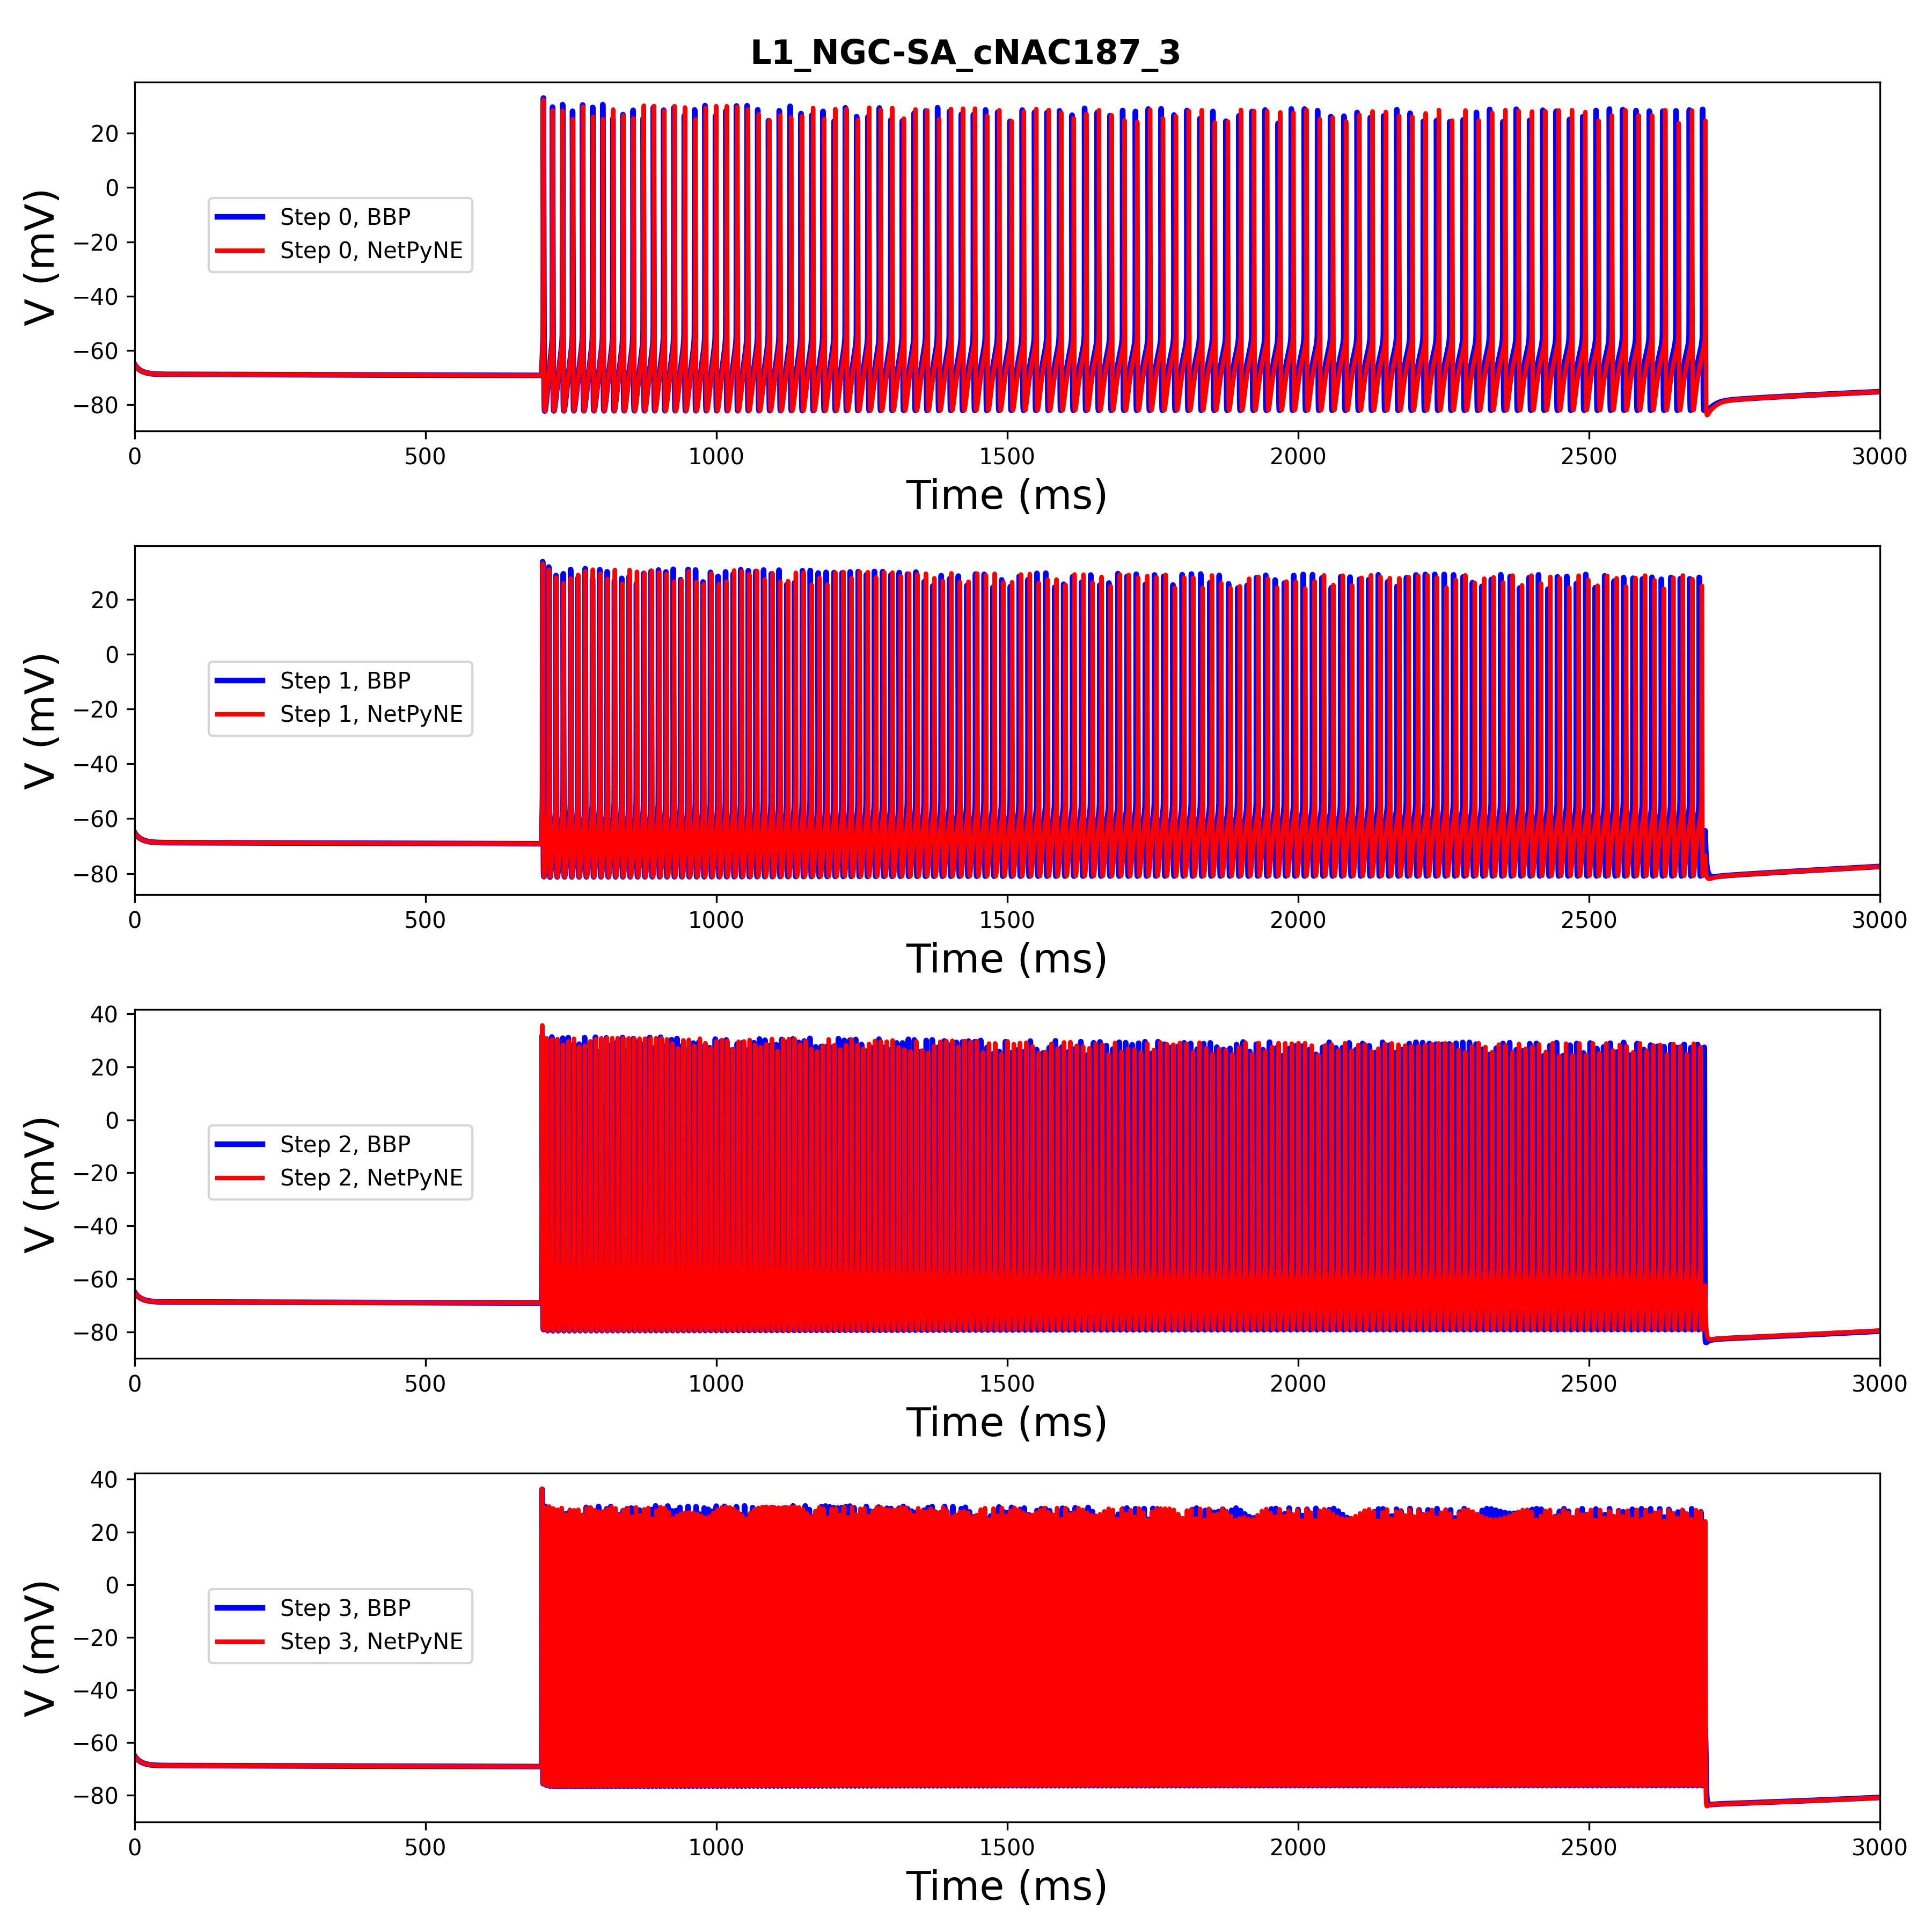 L1_NGC-SA_cNAC187_3
20
0
−20
−40
−60
−80
V (mV)
Step 0, BBP
Step 0, NetPyNE
0 500 1000 1500 2000 2500 3000
Time (ms)
20
0
−20
−40
−60
−80
V (mV)
Step 1, BBP
Step 1, NetPyNE
0 500 1000 1500 2000 2500 3000
Time (ms)
40
20
0
−20
−40
−60
−80
V (mV)
Step 2, BBP
Step 2, NetPyNE
0 500 1000 1500 2000 2500 3000
Time (ms)
40
20
0
−20
−40
−60
−80
V (mV)
Step 3, BBP
Step 3, NetPyNE
0 500 1000 1500 2000 2500 3000
Time (ms)